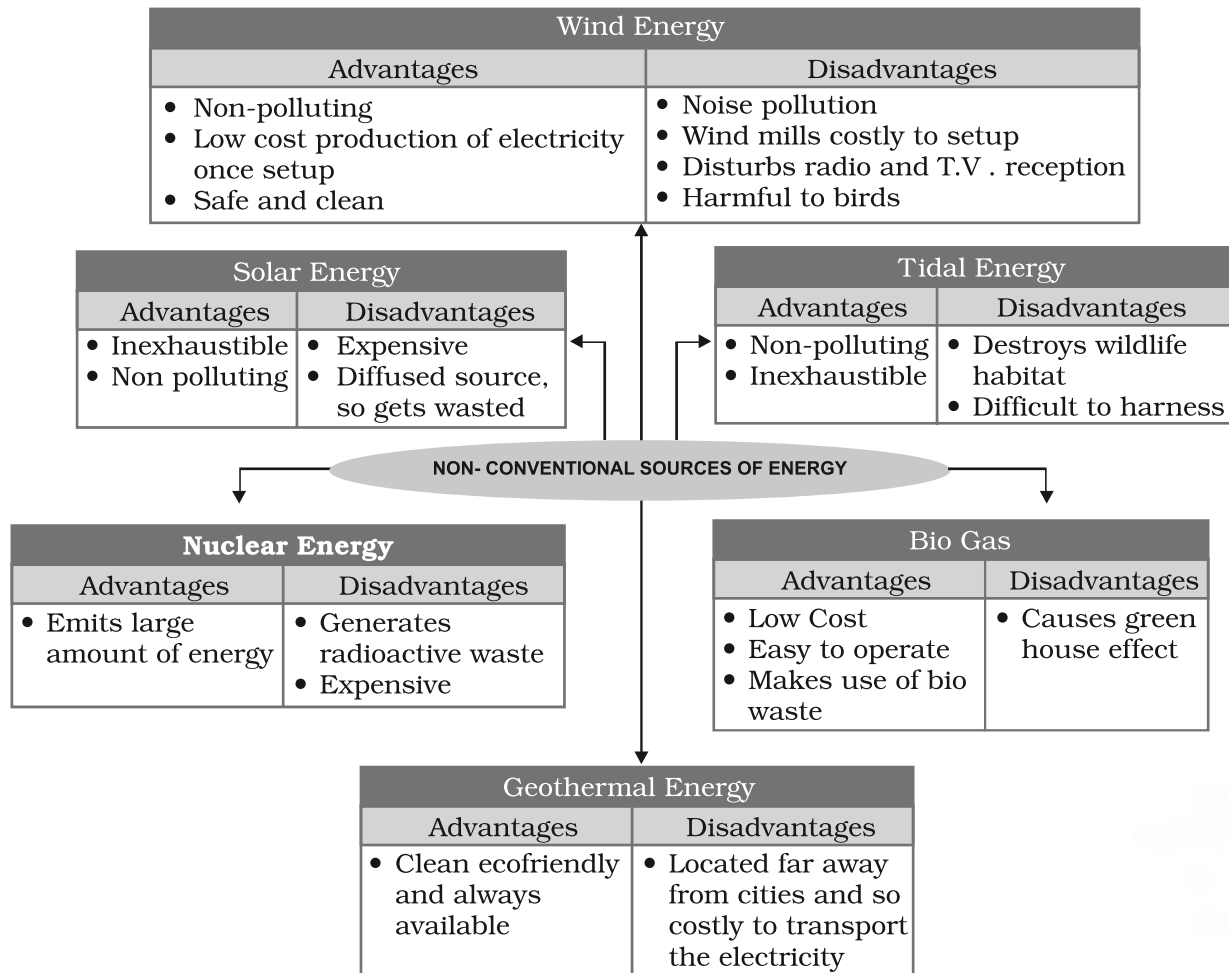 Wind Energy
Advantages
Disadvantages
• Non-polluting
• Low cost production of electricity
once setup
• Safe and clean
• Noise pollution
• Wind mills costly to setup
• Disturbs radio and T.V . reception
• Harmful to birds
Solar Energy
Advantages
Disadvantages
• Inexhaustible
• Non polluting
• Expensive
• Diffused source,
so gets wasted
Tidal Energy
Advantages
Disadvantages
• Non-polluting
• Inexhaustible
• Destroys wildlife
habitat
• Difficult to harness
NON- CONVENTIONAL SOURCES OF ENERGY
Nuclear Energy
Advantages
Disadvantages
• Emits large
amount of energy
• Generates
radioactive waste
• Expensive
Bio Gas
Advantages
Disadvantages
• Low Cost
• Easy to operate
• Makes use of bio
waste
• Causes green
house effect
Geothermal Energy
Advantages
Disadvantages
• Clean ecofriendly
and always
available
• Located far away
from cities and so
costly to transport
the electricity